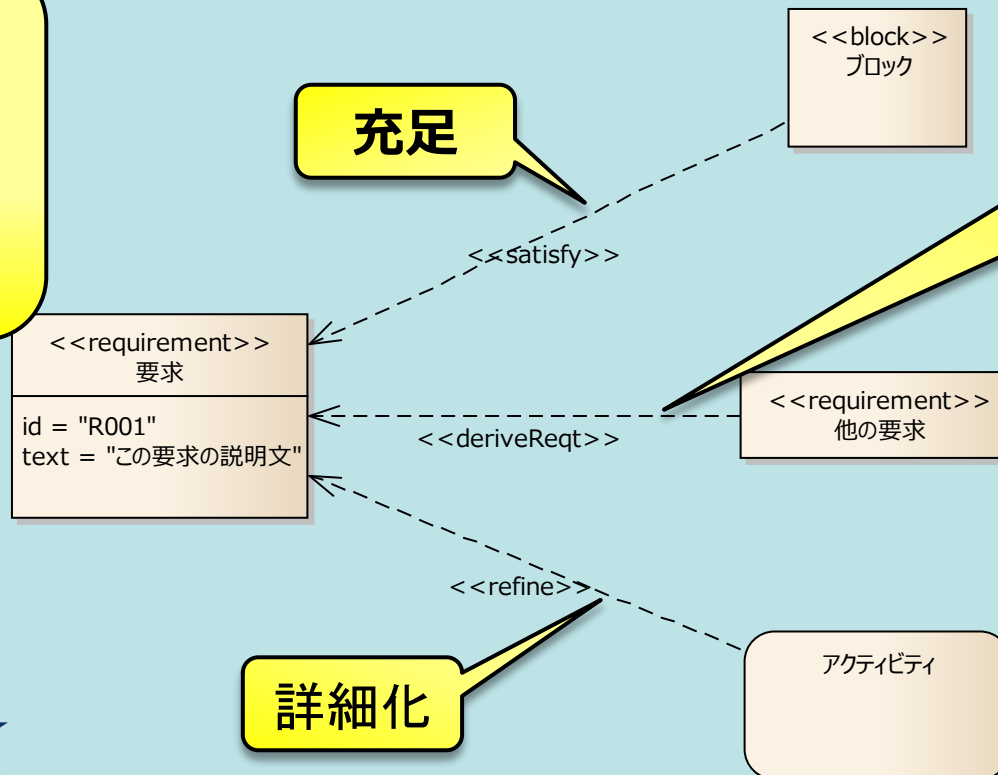 <<block>>
ブロック
充足
<<satisfy>>
<<requirement>>
要求
id = "R001"
text = "この要求の説明文"
<<deriveReqt>>
<<requirement>>
他の要求
<<refine>>
詳細化
アクティビティ